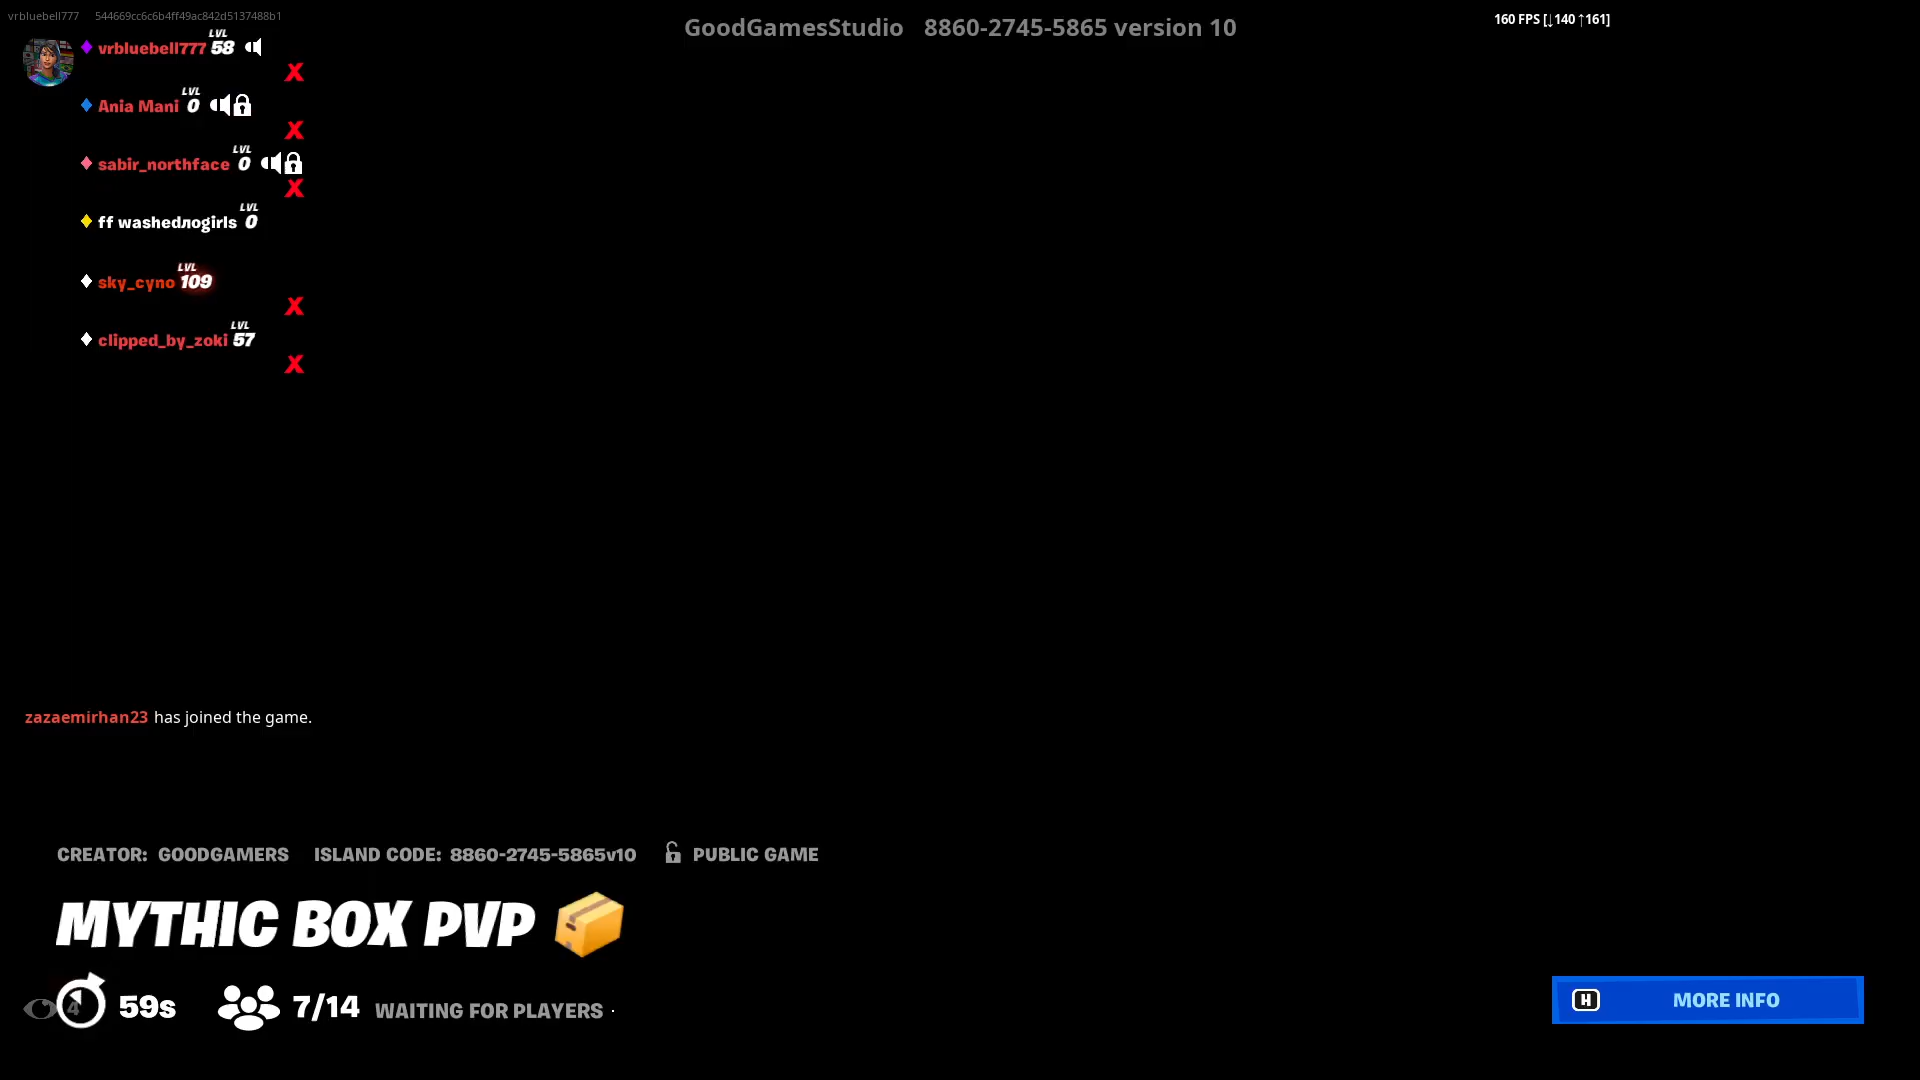 vrbluebell777 544669cc6c6b4ff49ac842d5137488b1
GoodGamesStudio 8860-2745-5865 version 10
160 FPS [↓140 ↑161]
vrbluebell777 LVL 58
X
Ania Mani LVL 0
X
sabir_northface LVL 0
X
ff washedлogirls LVL 0
sky_cyno LVL 109
X
clipped_by_zoki LVL 57
X
zazaemirhan23 has joined the game.
CREATOR: GOODGAMERS ISLAND CODE: 8860-2745-5865v10 PUBLIC GAME
MYTHIC BOX PVP
4 59s 7/14 WAITING FOR PLAYERS .
H MORE INFO